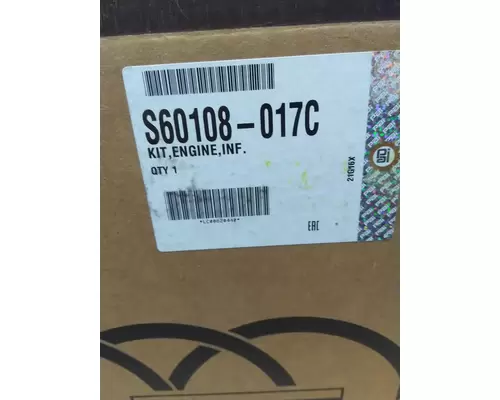 S60108-017C
KIT,ENGINE,INF.
QTY 1
21G16X
EAC